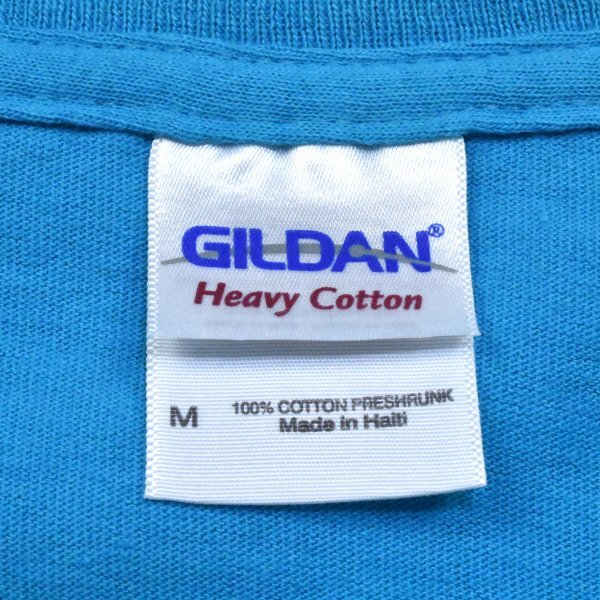 GILDAN®
Heavy Cotton
M
100% COTTON PRESHRUNK
Made in Haiti